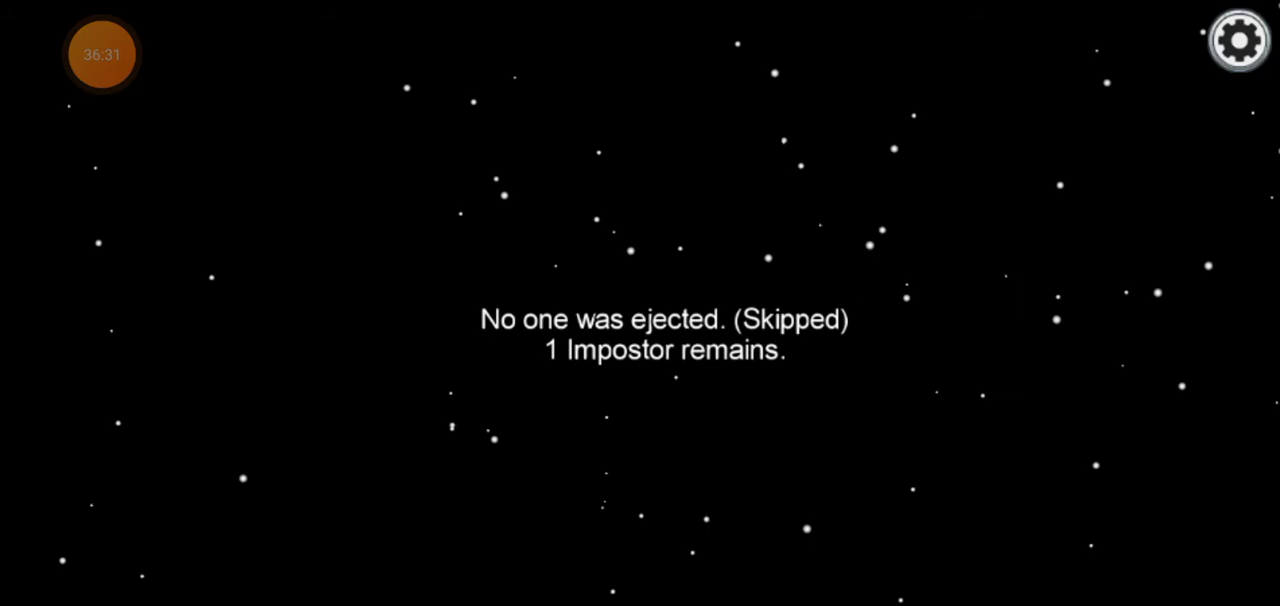 36:31
No one was ejected. (Skipped)
1 Impostor remains.